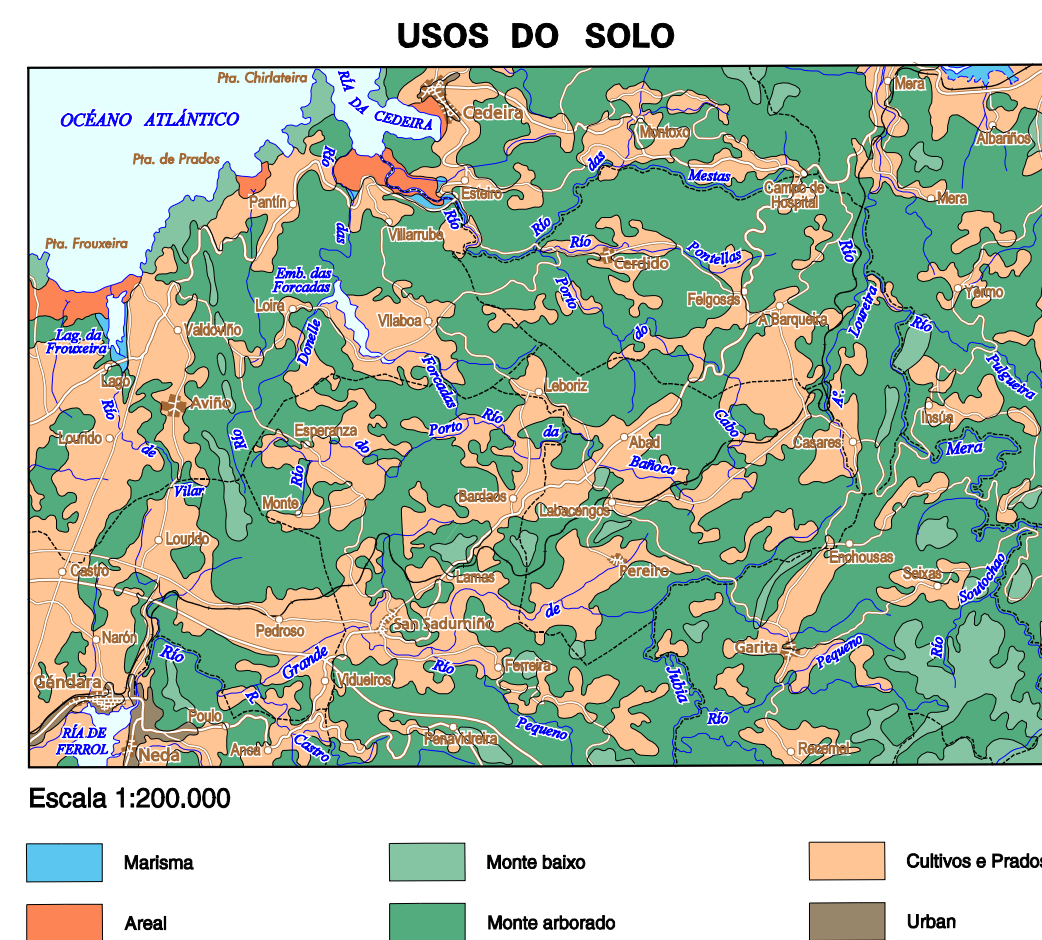 USOS DO SOLO
Pta. Chirlateira
RÍA DA CEDEIRA
Mera
OCÉANO ATLÁNTICO
Cedeira
Montoxo
Albariños
Pta. de Prados
Río
das
Mestas
Campo de
Hospital
Pantín
Esteiro
Mera
Río
Villarrube
das
Río
Río
Pta. Frouxeira
Cerdido
Pontellas
Río
Emb. das
Forcadas
Porto
Felgosas
Yermo
Loira
Vilaboa
A Barqueira
Loureira
Río
Valdoviño
Lag. da
Frouxeira
Donelle
do
Pulgueira
Lago
Forcadas
Leboriz
Aviño
Río
Río
Cabo
Aº.
Insúa
Lourido
Río
Esperanza
Porto
da
Abad
Casares
de
do
Mera
Bañoca
Vilar
Río
Monte
Bardaos
Labacengos
Lourido
Enchousas
Castro
Lamas
Pereiro
Seixas
Soutochao
de
Pedroso
San Sadurniño
Narón
Garita
Pequeno
Río
Río
Grande
Río
Ferreira
Gándara
Vidueiros
Jubia
R.
Poulo
Río
RÍA DE
FERROL
Pequeno
Penavidreira
Neda
Anca
Castro
Recemel
Escala 1:200.000
Marisma
Monte baixo
Cultivos e Prados
Areal
Monte arborado
Urban